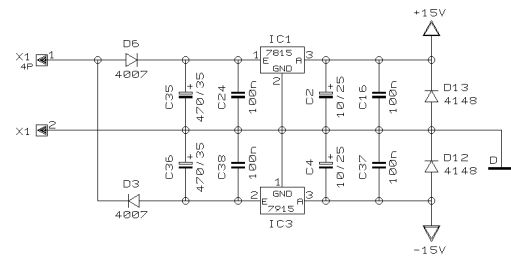 +15V
IC1
D6
X1
4P
1
4007
1
7815
3
E
A
GND
2
C35
470/35
+
C24
100n
C2
10/25
+
C16
100n
D13
4148
X1
2
D
C36
470/35
+
C38
100n
C4
10/25
+
C37
100n
D12
4148
D3
4007
1
GND
2
E
A
3
7915
IC3
-15V